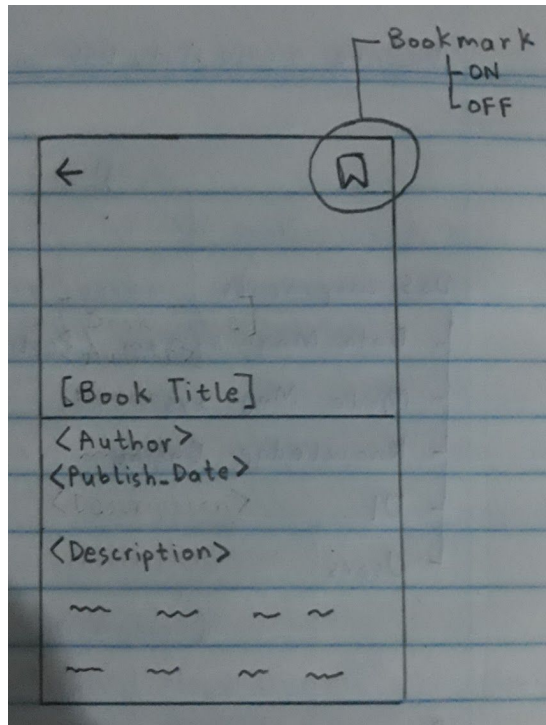 Bookmark
ON
OFF
[Book Title]
<Author>
<Publish_Date>
<Description>